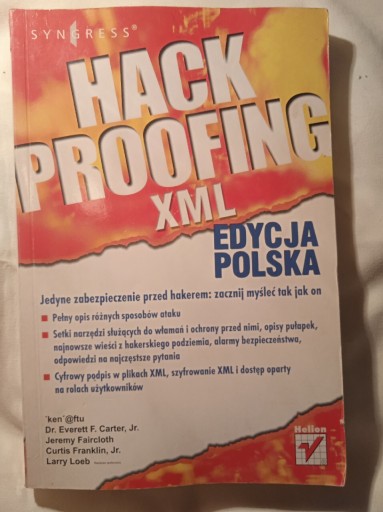 SYNGRESS®
HACK
PROOFING
XML
EDYCJA
POLSKA
Jedyne zabezpieczenie przed hakerem: zacznij myśleć tak jak on
Pełny opis różnych sposobów ataku
Setki narzędzi służących do włamań i ochrony przed nimi, opisy pułapek,
najnowsze wieści z hakerskiego podziemia, alarmy bezpieczeństwa,
odpowiedzi na najczęstsze pytania
Cyfrowy podpis w plikach XML, szyfrowanie XML i dostęp oparty
na rolach użytkowników
`ken`@ftu
Dr. Everett F. Carter, Jr.
Jeremy Faircloth
Curtis Franklin, Jr.
Larry Loeb
Helion